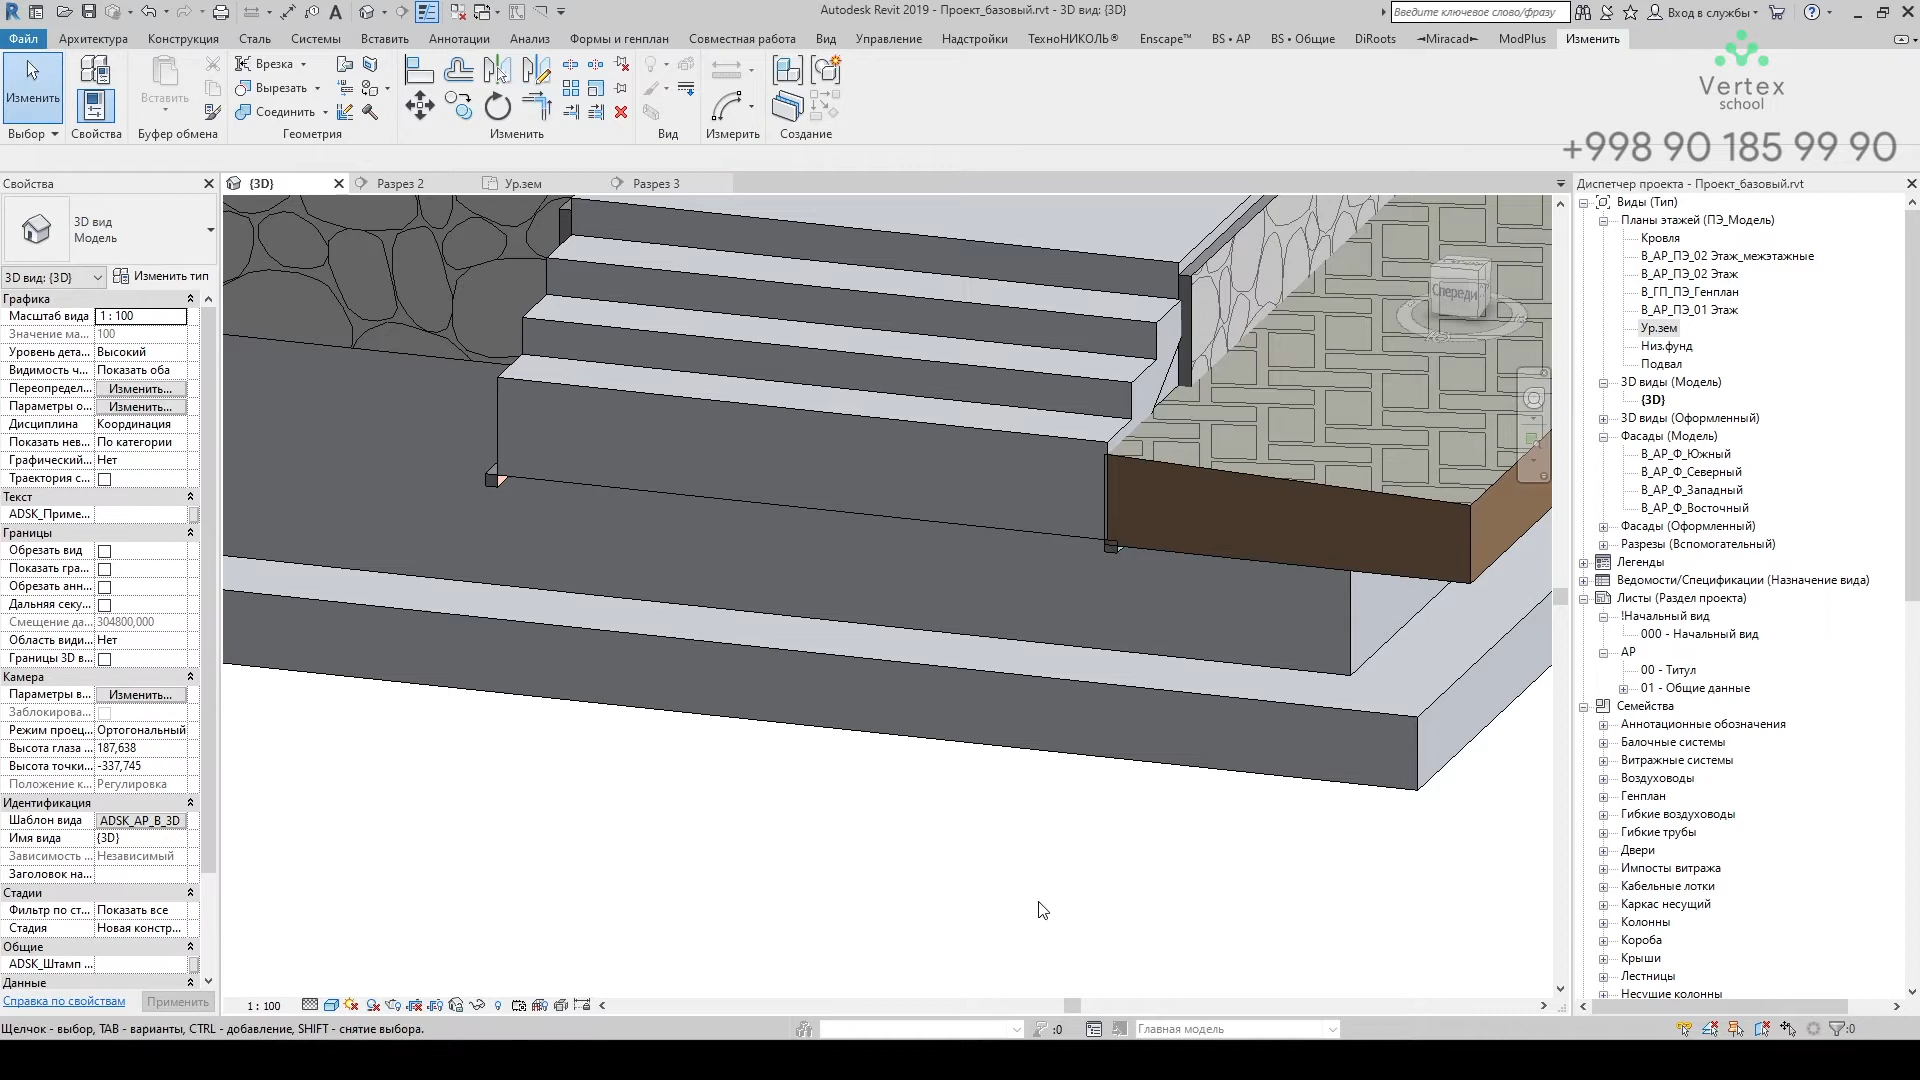 Autodesk Revit 2019 - Проект_базовый.rvt - 3D вид: {3D}
Введите ключевое слово/фразу
Вход в службы
Файл Архитектура Конструкция Сталь Системы Вставить Аннотации Анализ Формы и генплан Совместная работа Вид Управление Надстройки ТехноНИКОЛЬ® Enscape™ BS • АР BS • Общие DiRoots ◄Miracad► ModPlus Изменить
Врезка
Вырезать
Соединить
Изменить
Вставить
Выбор Свойства Буфер обмена Геометрия Изменить Вид Измерить Создание
Vertex
school
+998 90 185 99 90
Свойства
{3D} Разрез 2 Ур.зем Разрез 3
Диспетчер проекта - Проект_базовый.rvt
3D вид
Модель
3D вид: {3D} Изменить тип
Графика
Масштаб вида 1 : 100
Значение ма... 100
Уровень дета... Высокий
Видимость ч... Показать оба
Переопредел... Изменить...
Параметры о... Изменить...
Дисциплина Координация
Показать нев... По категории
Графический... Нет
Траектория с...
Текст
ADSK_Приме...
Границы
Обрезать вид
Показать гра...
Обрезать анн...
Дальняя секу...
Смещение да... 304800,000
Область види... Нет
Границы 3D в...
Камера
Параметры в... Изменить...
Заблокирова...
Режим проец... Ортогональный
Высота глаза ... 187,638
Высота точки... -337,745
Положение к... Регулировка
Идентификация
Шаблон вида ADSK_АР_В_3D
Имя вида {3D}
Зависимость ... Независимый
Заголовок на...
Стадии
Фильтр по ст... Показать все
Стадия Новая констр...
Общие
ADSK_Штамп ...
Данные
Справка по свойствам Применить
Спереди
Виды (Тип)
Планы этажей (ПЭ_Модель)
Кровля
В_АР_ПЭ_02 Этаж_межэтажные
В_АР_ПЭ_02 Этаж
В_ГП_ПЭ_Генплан
В_АР_ПЭ_01 Этаж
Ур.зем
Низ.фунд
Подвал
3D виды (Модель)
{3D}
3D виды (Оформленный)
Фасады (Модель)
В_АР_Ф_Южный
В_АР_Ф_Северный
В_АР_Ф_Западный
В_АР_Ф_Восточный
Фасады (Оформленный)
Разрезы (Вспомогательный)
Легенды
Ведомости/Спецификации (Назначение вида)
Листы (Раздел проекта)
!Начальный вид
000 - Начальный вид
АР
00 - Титул
01 - Общие данные
Семейства
Аннотационные обозначения
Балочные системы
Витражные системы
Воздуховоды
Генплан
Гибкие воздуховоды
Гибкие трубы
Двери
Импосты витража
Кабельные лотки
Каркас несущий
Колонны
Короба
Крыши
Лестницы
Несущие колонны
1 : 100
Щелчок - выбор, TAB - варианты, CTRL - добавление, SHIFT - снятие выбора.
:0
Главная модель
:0